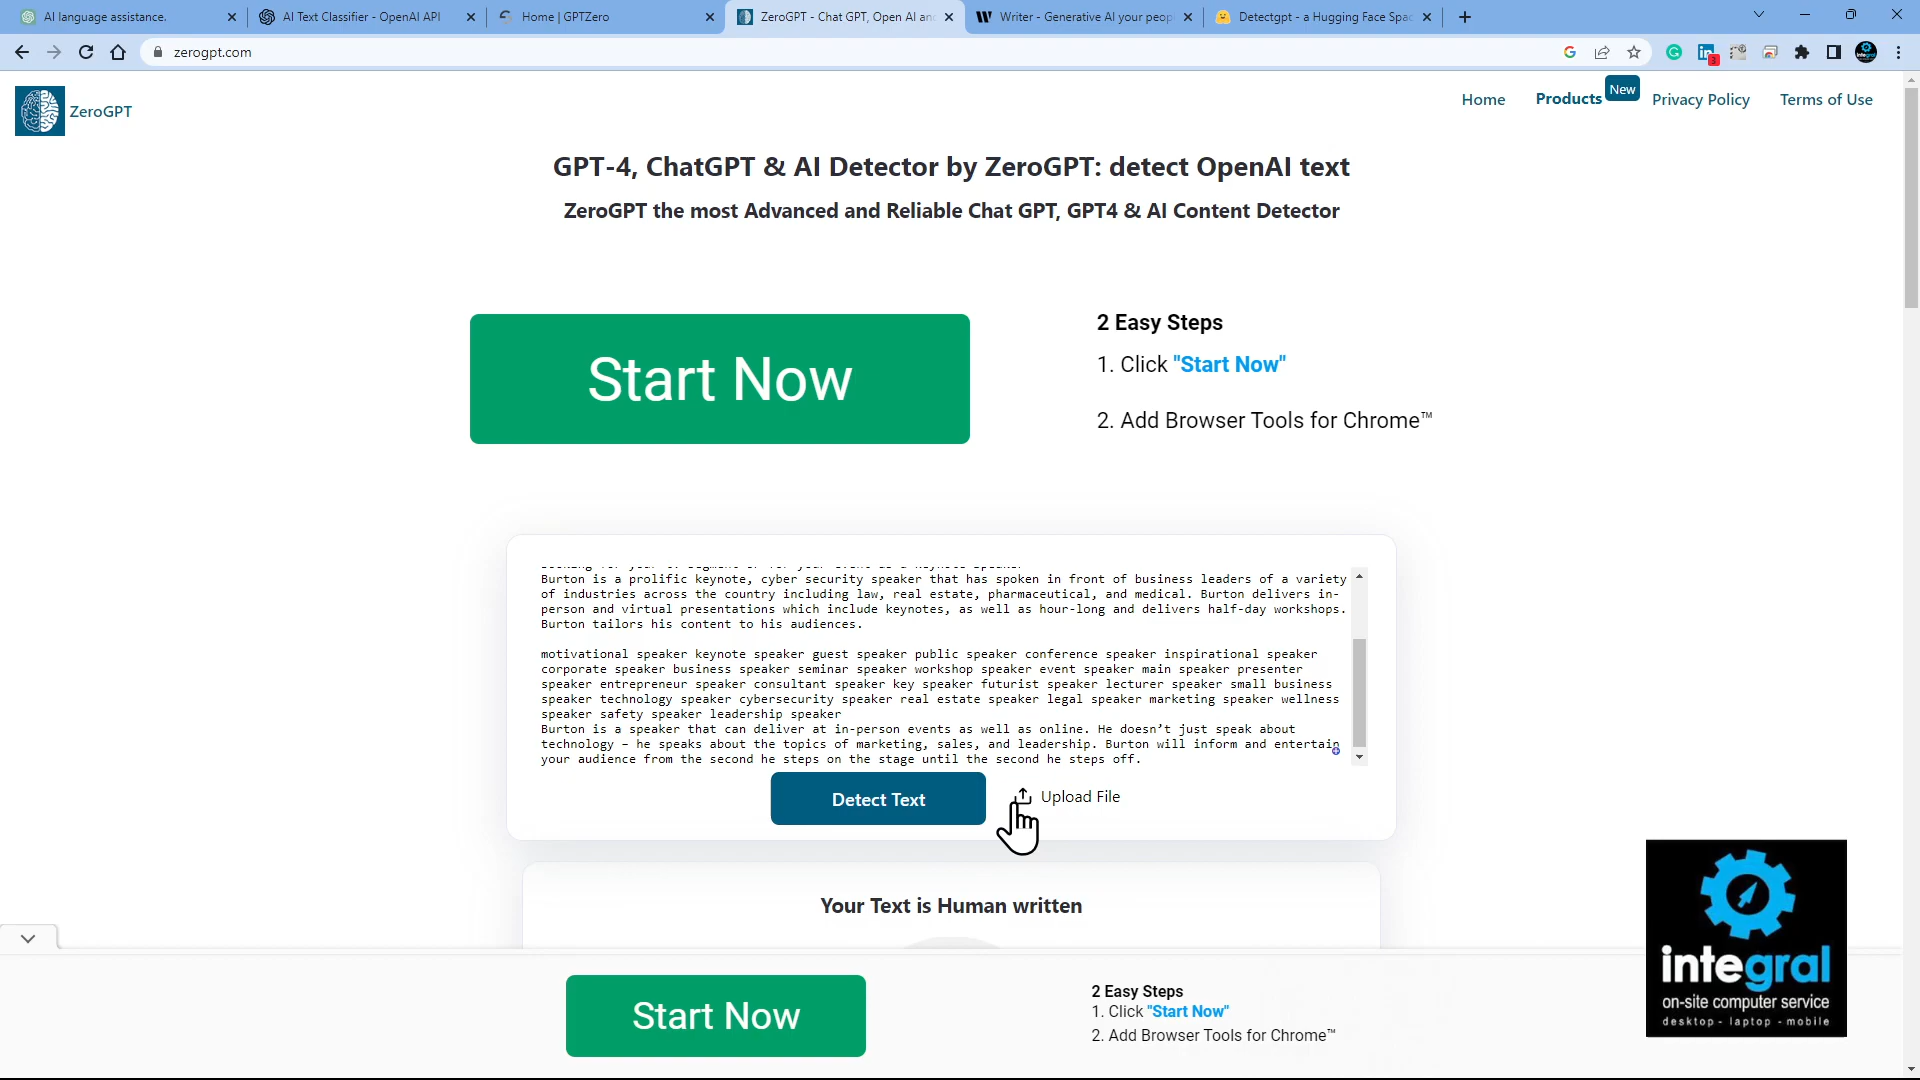 AI language assistance.
AI Text Classifier - OpenAI API
Home | GPTZero
ZeroGPT - Chat GPT, Open AI an
Writer - Generative AI your peop
Detectgpt - a Hugging Face Spac
zerogpt.com
3
ZeroGPT
Home
Products
New
Privacy Policy
Terms of Use
GPT-4, ChatGPT & AI Detector by ZeroGPT: detect OpenAI text
ZeroGPT the most Advanced and Reliable Chat GPT, GPT4 & AI Content Detector
Start Now
2 Easy Steps
1. Click "Start Now"
2. Add Browser Tools for Chrome™
Burton is a prolific keynote, cyber security speaker that has spoken in front of business leaders of a variety
of industries across the country including law, real estate, pharmaceutical, and medical. Burton delivers in-
person and virtual presentations which include keynotes, as well as hour-long and delivers half-day workshops.
Burton tailors his content to his audiences.
motivational speaker keynote speaker guest speaker public speaker conference speaker inspirational speaker
corporate speaker business speaker seminar speaker workshop speaker event speaker main speaker presenter
speaker entrepreneur speaker consultant speaker key speaker futurist speaker lecturer speaker small business
speaker technology speaker cybersecurity speaker real estate speaker legal speaker marketing speaker wellness
speaker safety speaker leadership speaker
Burton is a speaker that can deliver at in-person events as well as online. He doesn’t just speak about
technology – he speaks about the topics of marketing, sales, and leadership. Burton will inform and entertain
your audience from the second he steps on the stage until the second he steps off.
Detect Text
Upload File
Your Text is Human written
Start Now
2 Easy Steps
1. Click "Start Now"
2. Add Browser Tools for Chrome™
integral
on-site computer service
desktop - laptop - mobile